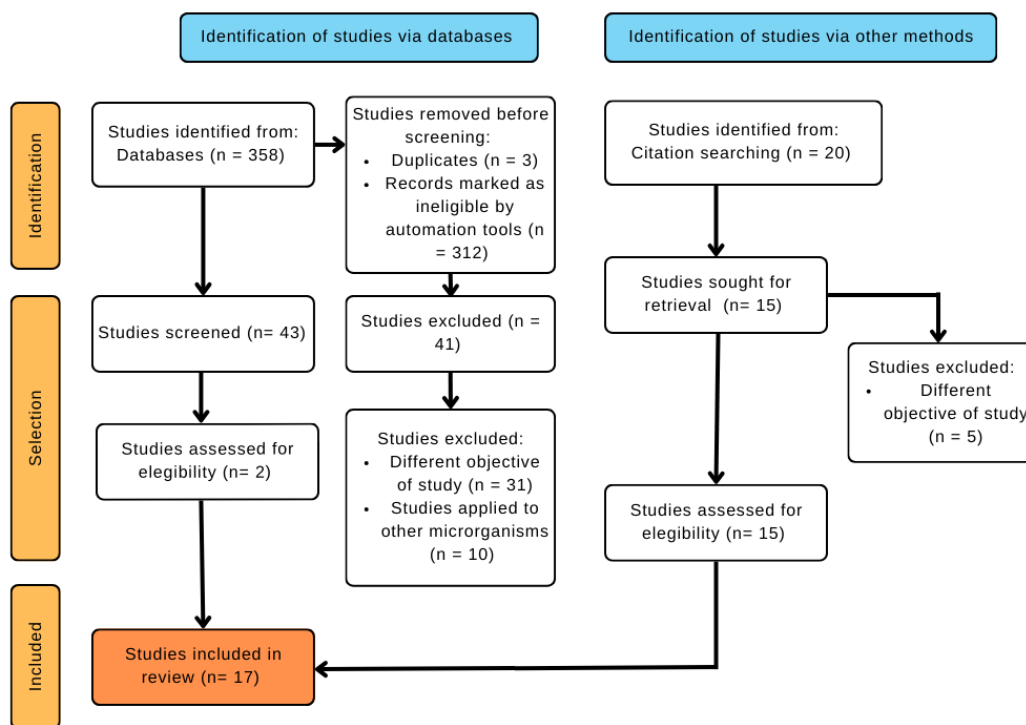 Identification of studies via databases
Identification of studies via other methods
Identification
Studies identified from:
Databases (n = 358)
Studies removed before
screening:
• Duplicates (n = 3)
• Records marked as
ineligible by
automation tools (n
= 312)
Studies identified from:
Citation searching (n = 20)
Selection
Studies screened (n= 43)
Studies excluded (n =
41)
Studies sought for
retrieval (n= 15)
Studies excluded:
• Different
objective of study
(n = 5)
Studies assessed for
elegibility (n= 2)
Studies excluded:
• Different objective
of study (n = 31)
• Studies applied to
other microrganisms
(n = 10)
Studies assessed for
elegibility (n= 15)
Included
Studies included in
review (n= 17)